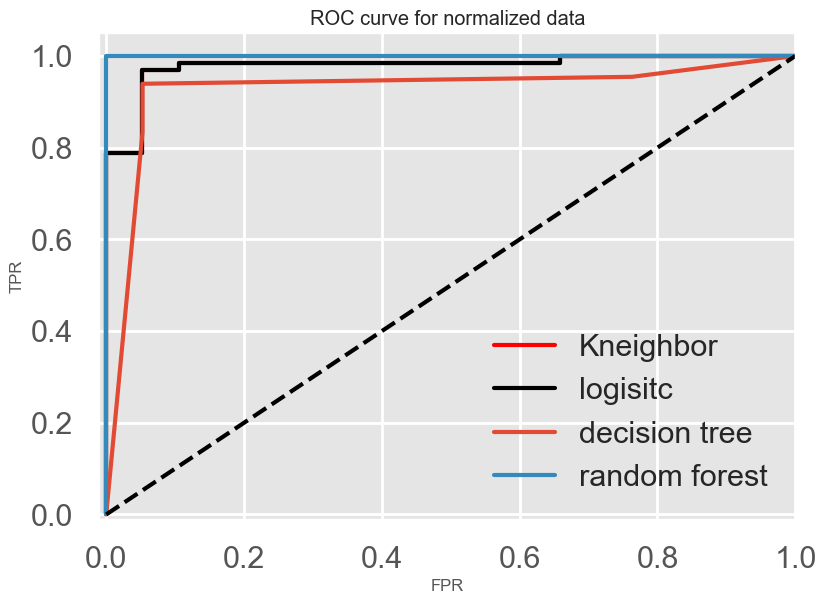 ROC curve for normalized data
1.0
0.8
0.6
0.4
0.2
0.0
TPR
Kneighbor
logisitc
decision tree
random forest
0.0 0.2 0.4 0.6 0.8 1.0
FPR